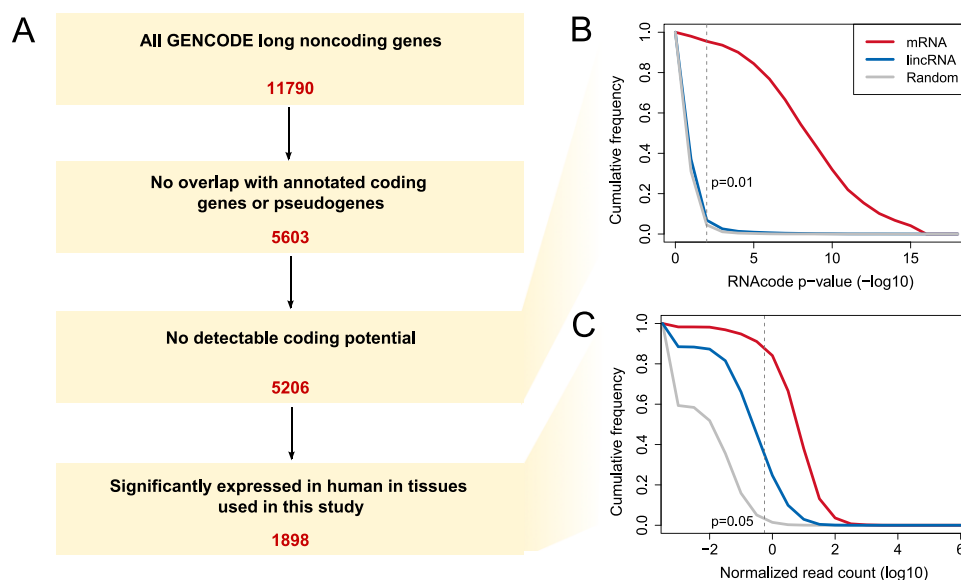 A
All GENCODE long noncoding genes
11790
No overlap with annotated coding
genes or pseudogenes
5603
No detectable coding potential
5206
Significantly expressed in human in tissues
used in this study
1898
B
mRNA
lincRNA
Random
p=0.01
Cumulative frequency
0.0 0.2 0.4 0.6 0.8 1.0
0 5 10 15
RNAcode p−value (−log10)
C
p=0.05
Cumulative frequency
0.0 0.2 0.4 0.6 0.8 1.0
−2 0 2 4 6
Normalized read count (log10)